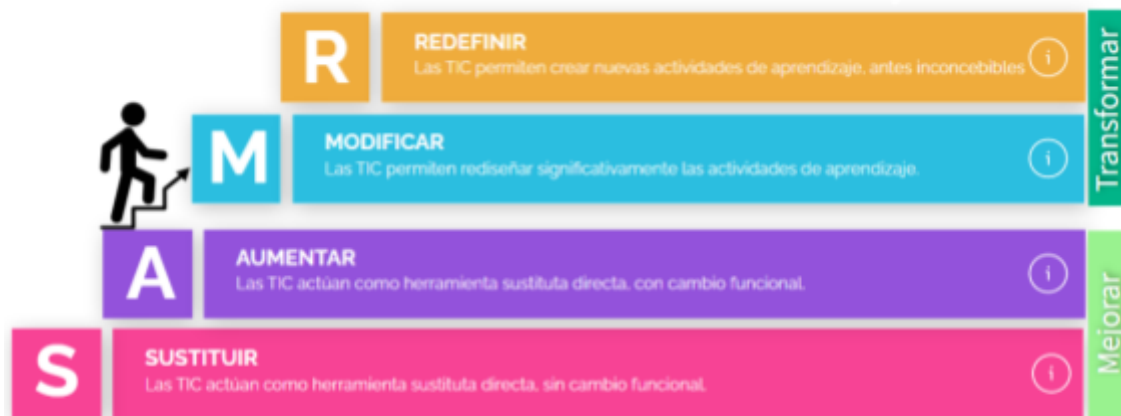 R
REDEFINIR
Las TIC permiten crear nuevas actividades de aprendizaje, antes inconcebibles
i
M
MODIFICAR
Las TIC permiten rediseñar significativamente las actividades de aprendizaje.
i
Transformar
A
AUMENTAR
Las TIC actúan como herramienta sustituta directa, con cambio funcional.
i
S
SUSTITUIR
Las TIC actúan como herramienta sustituta directa, sin cambio funcional.
i
Mejorar